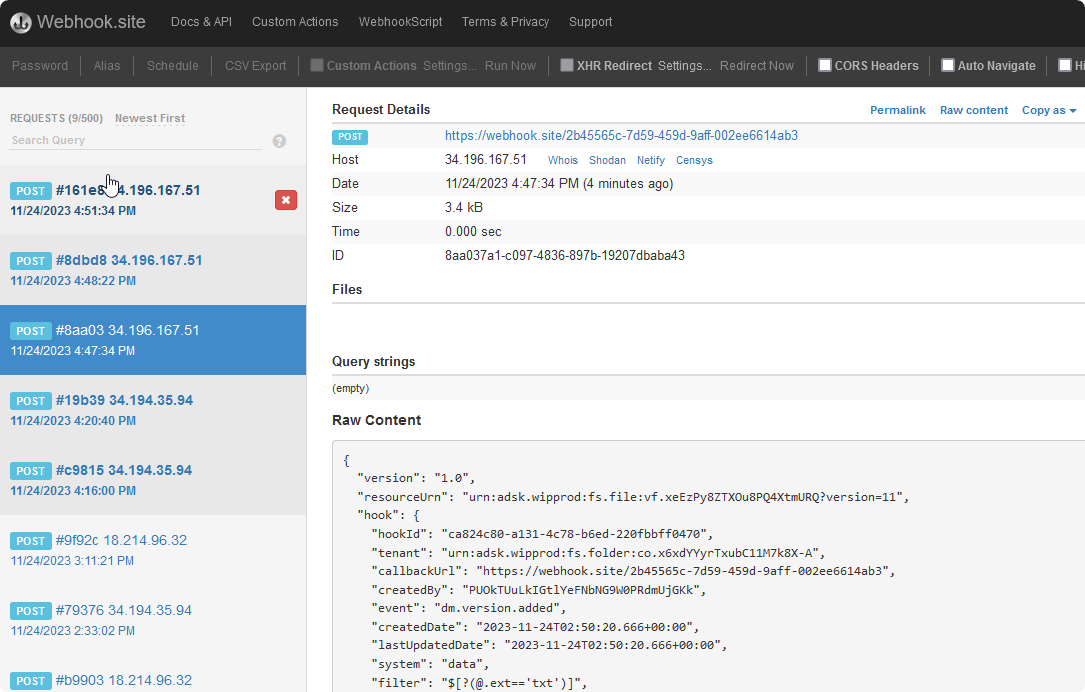 Webhook.site Docs & API Custom Actions WebhookScript Terms & Privacy Support
Password Alias Schedule CSV Export Custom Actions Settings... Run Now XHR Redirect Settings... Redirect Now CORS Headers Auto Navigate
REQUESTS (9/500) Newest First
Search Query
?
POST #161e8 34.196.167.51
11/24/2023 4:51:34 PM
POST #8dbd8 34.196.167.51
11/24/2023 4:48:22 PM
POST #8aa03 34.196.167.51
11/24/2023 4:47:34 PM
POST #19b39 34.194.35.94
11/24/2023 4:20:40 PM
POST #c9815 34.194.35.94
11/24/2023 4:16:00 PM
POST #9f92c 18.214.96.32
11/24/2023 3:11:21 PM
POST #79376 34.194.35.94
11/24/2023 2:33:02 PM
POST #b9903 18.214.96.32
Request Details Permalink Raw content Copy as
POST https://webhook.site/2b45565c-7d59-459d-9aff-002ee6614ab3
Host 34.196.167.51 Whois Shodan Netify Censys
Date 11/24/2023 4:47:34 PM (4 minutes ago)
Size 3.4 kB
Time 0.000 sec
ID 8aa037a1-c097-4836-897b-19207dbaba43
Files
Query strings
(empty)
Raw Content
{
"version": "1.0",
"resourceUrn": "urn:adsk.wipprod:fs.file:vf.xeEzPy8ZTXOu8PQ4XtmURQ?version=11",
"hook": {
"hookId": "ca824c80-a131-4c78-b6ed-220fbbff0470",
"tenant": "urn:adsk.wipprod:fs.folder:co.x6xdYYyrTxubC11M7k8X-A",
"callbackUrl": "https://webhook.site/2b45565c-7d59-459d-9aff-002ee6614ab3",
"createdBy": "PUOkTUuLkIGtlYeFNbNG9W0PRdmUjGKk",
"event": "dm.version.added",
"createdDate": "2023-11-24T02:50:20.666+00:00",
"lastUpdatedDate": "2023-11-24T02:50:20.666+00:00",
"system": "data",
"filter": "$[?(@.ext=='txt')]",